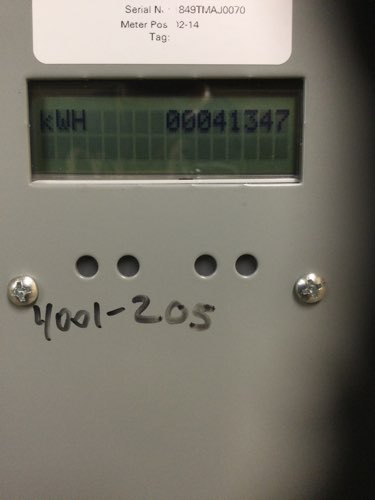 Serial N. 849TMAJ0070
Meter Pos 12-14
Tag:
kWH 00041347
4001-205